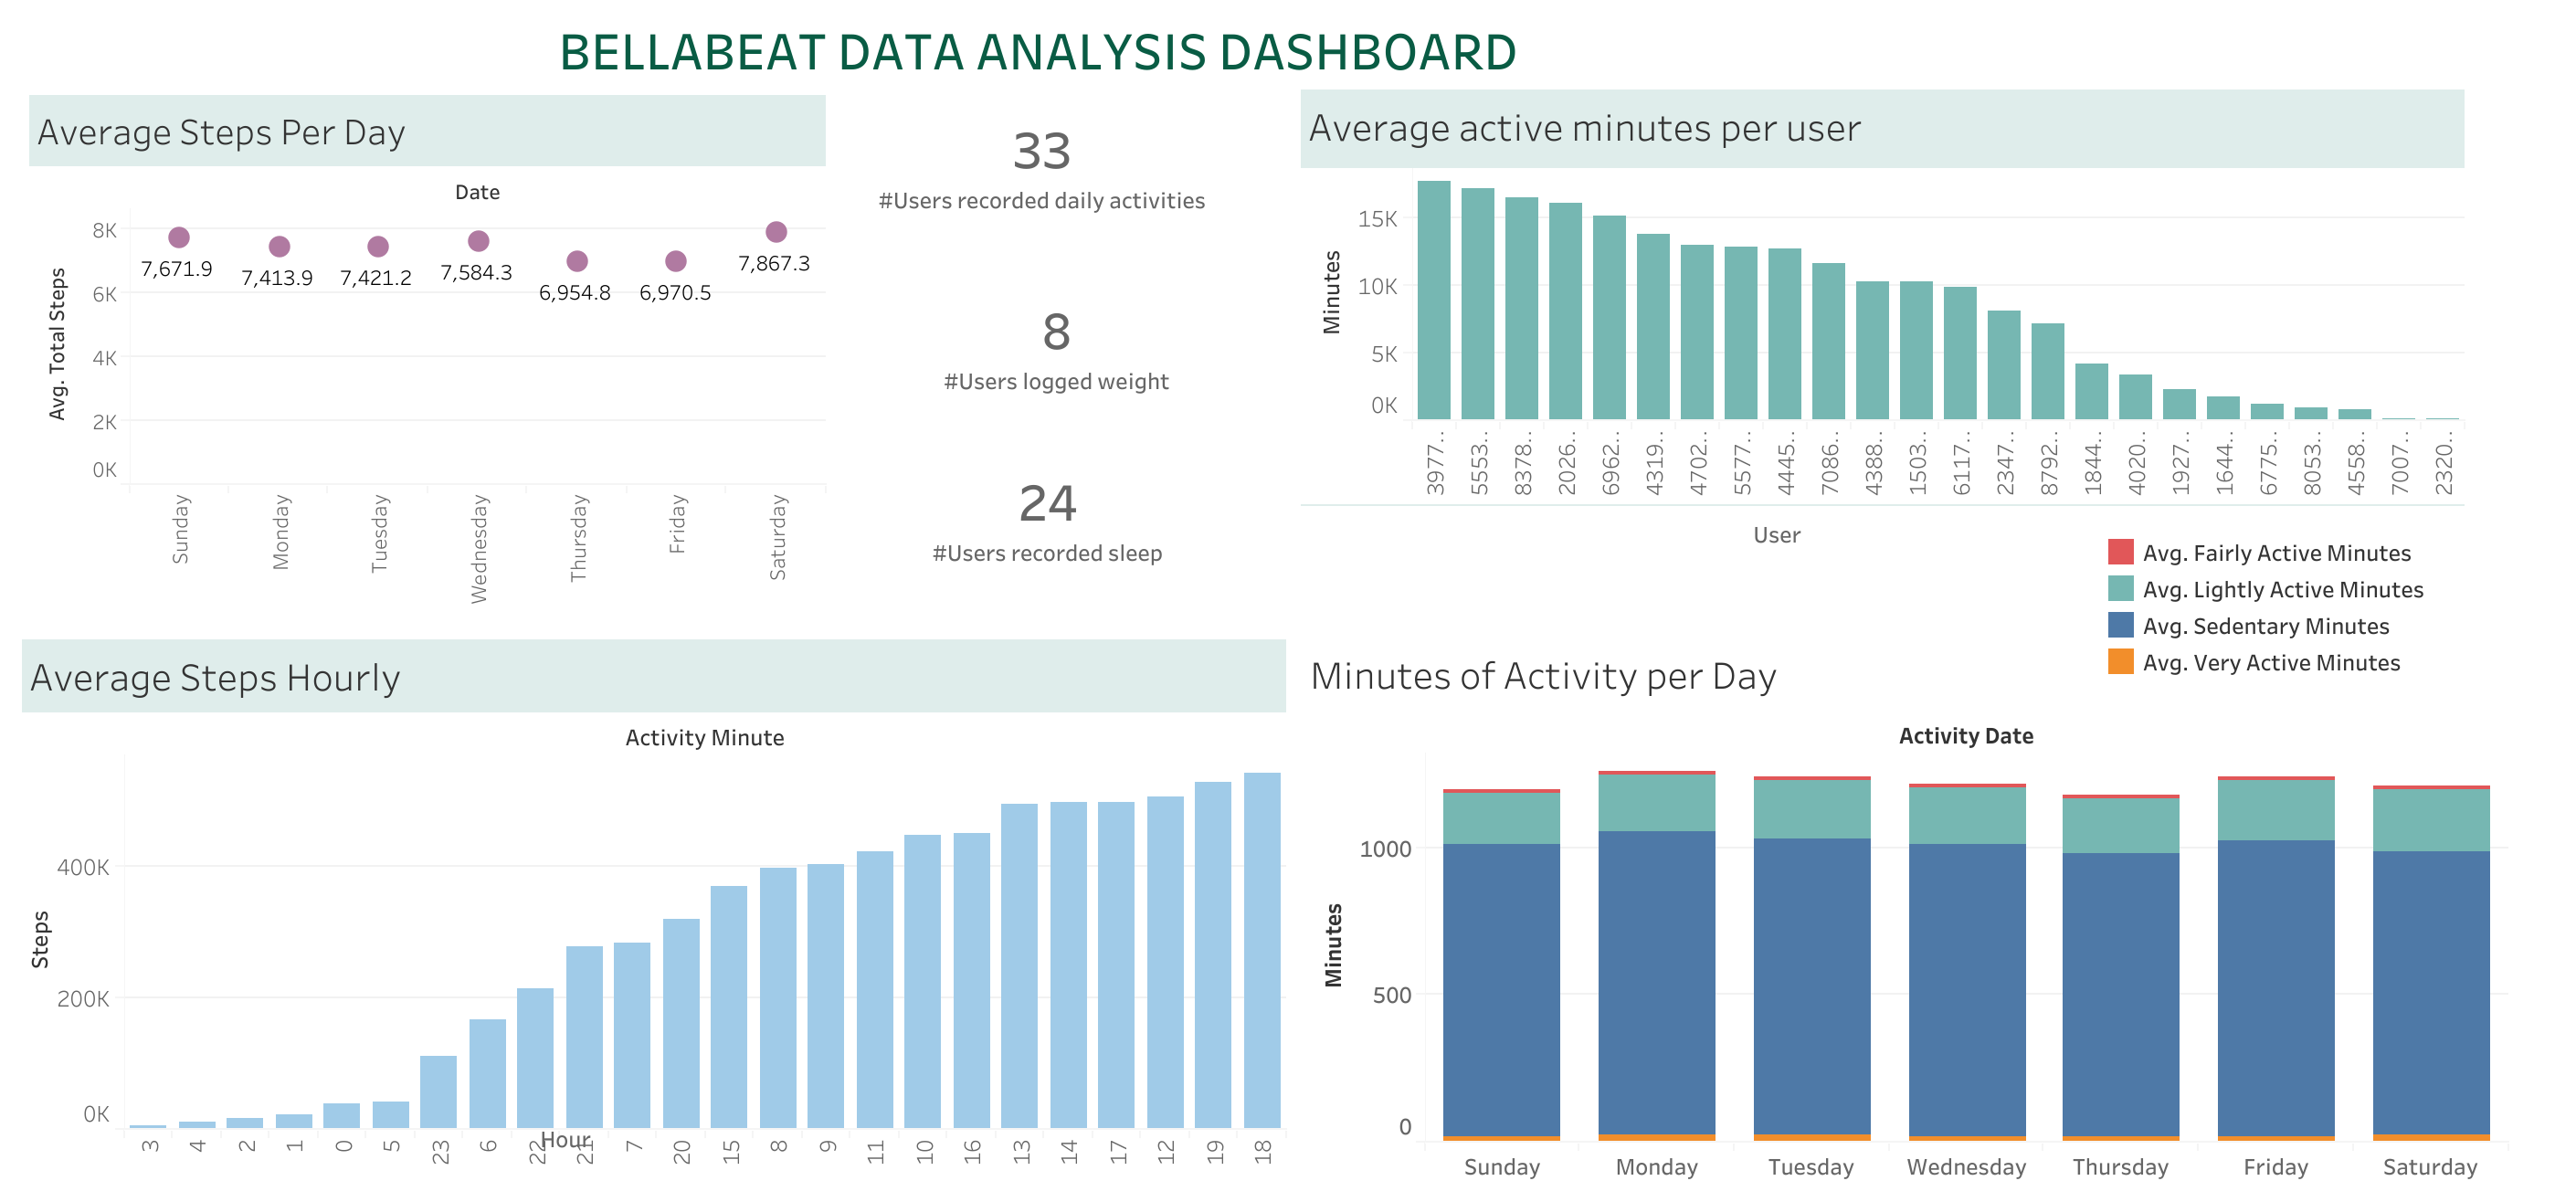 BELLABEAT DATA ANALYSIS DASHBOARD
Average Steps Per Day
Date
Avg. Total Steps
8K
6K
4K
2K
0K
7,671.9
7,413.9
7,421.2
7,584.3
6,954.8
6,970.5
7,867.3
Sunday
Monday
Tuesday
Wednesday
Thursday
Friday
Saturday
33
#Users recorded daily activities
8
#Users logged weight
24
#Users recorded sleep
Average active minutes per user
Minutes
15K
10K
5K
0K
3977..
5553..
8378..
2026..
6962..
4319..
4702..
5577..
4445..
7086..
4388..
1503..
6117..
2347..
8792..
1844..
4020..
1927..
1644..
6775..
8053..
4558..
7007..
2320..
User
Avg. Fairly Active Minutes
Avg. Lightly Active Minutes
Avg. Sedentary Minutes
Avg. Very Active Minutes
Average Steps Hourly
Activity Minute
Steps
400K
200K
0K
3
4
2
1
0
5
23
6
22
21
7
20
15
8
9
11
10
16
13
14
17
12
19
18
Hour
Minutes of Activity per Day
Activity Date
Minutes
1000
500
0
Sunday
Monday
Tuesday
Wednesday
Thursday
Friday
Saturday